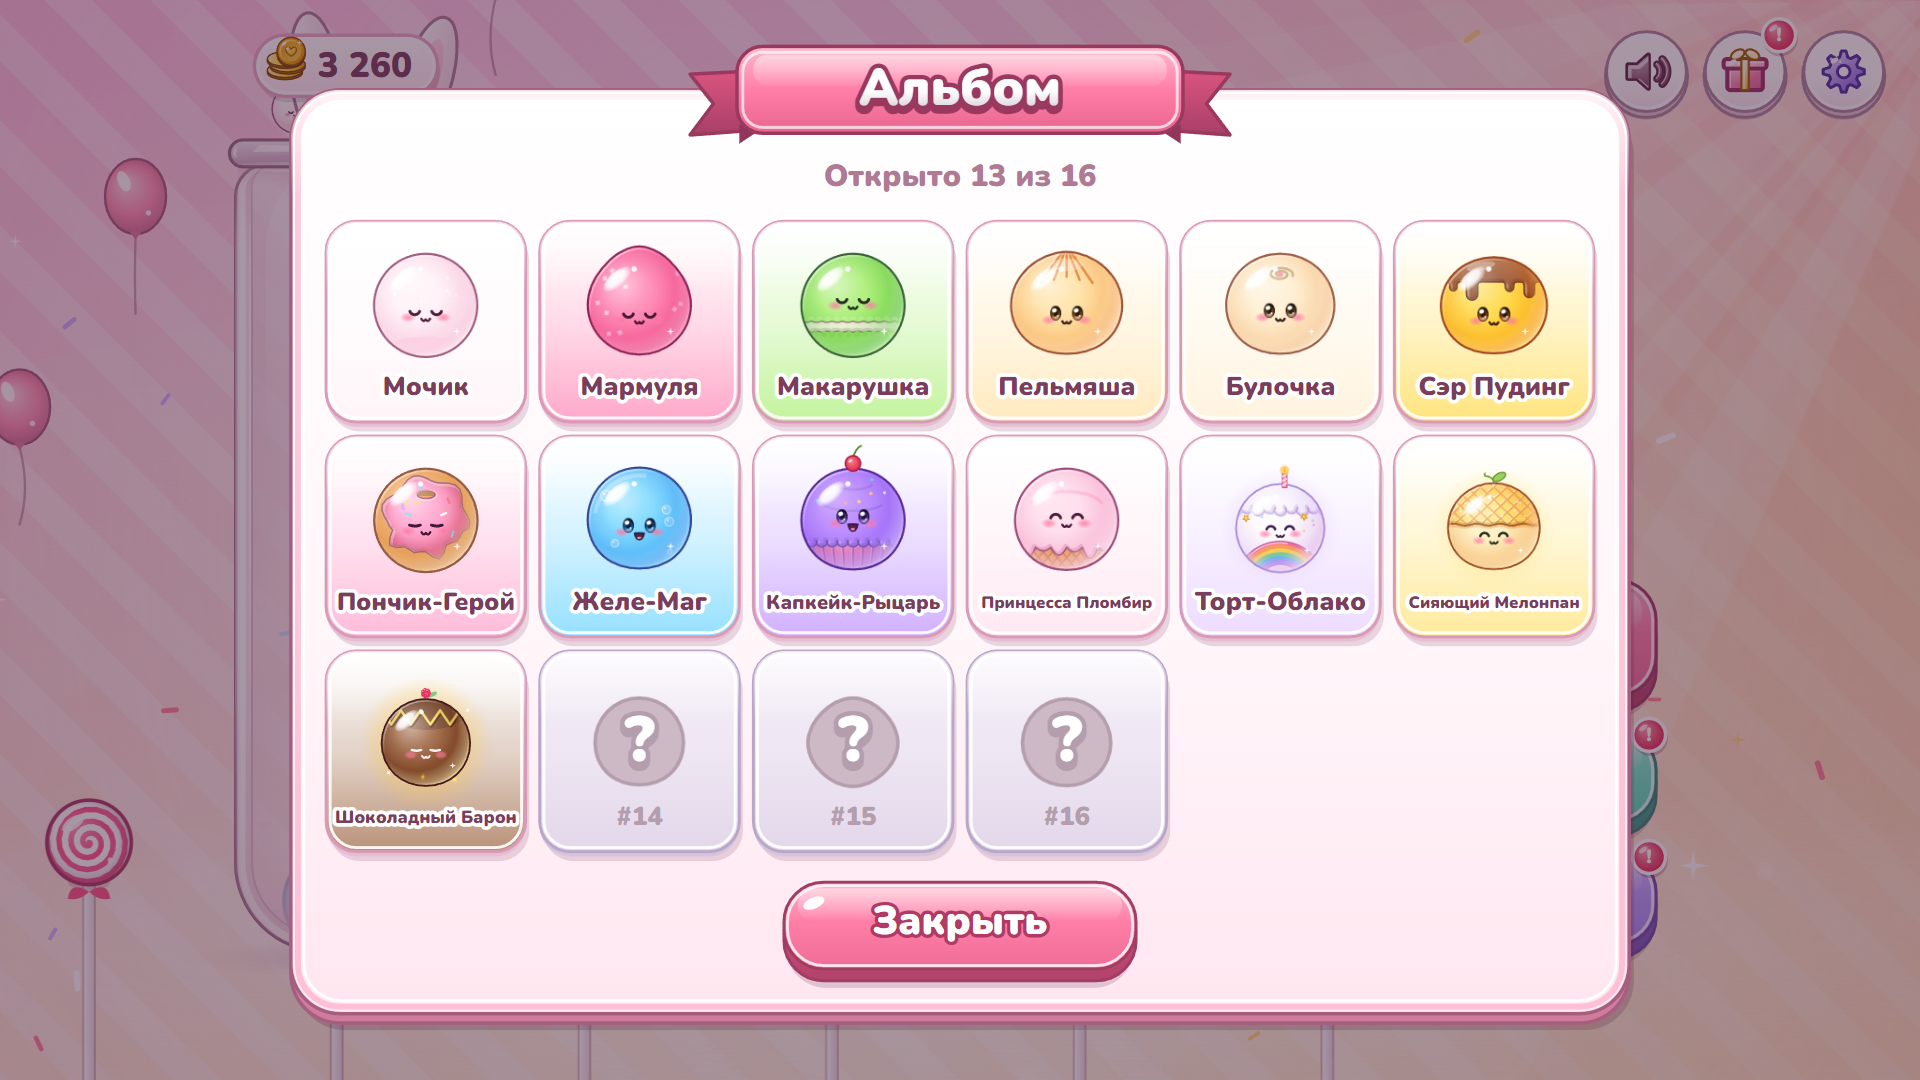 3 260
Альбом
!
Открыто 13 из 16
Мочик
Мармуля
Макарушка
Пельмяша
Булочка
Сэр Пудинг
Пончик-Герой
Желе-Маг
Капкейк-Рыцарь
Принцесса Пломбир
Торт-Облако
Сияющий Мелонпан
Шоколадный Барон
?
#14
?
#15
?
#16
!
!
Закрыть